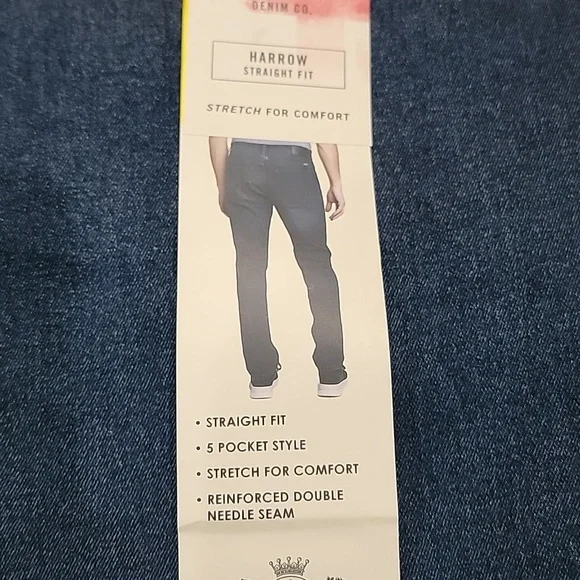 DENIM CO.
HARROW
STRAIGHT FIT
STRETCH FOR COMFORT
• STRAIGHT FIT
• 5 POCKET STYLE
• STRETCH FOR COMFORT
• REINFORCED DOUBLE
NEEDLE SEAM